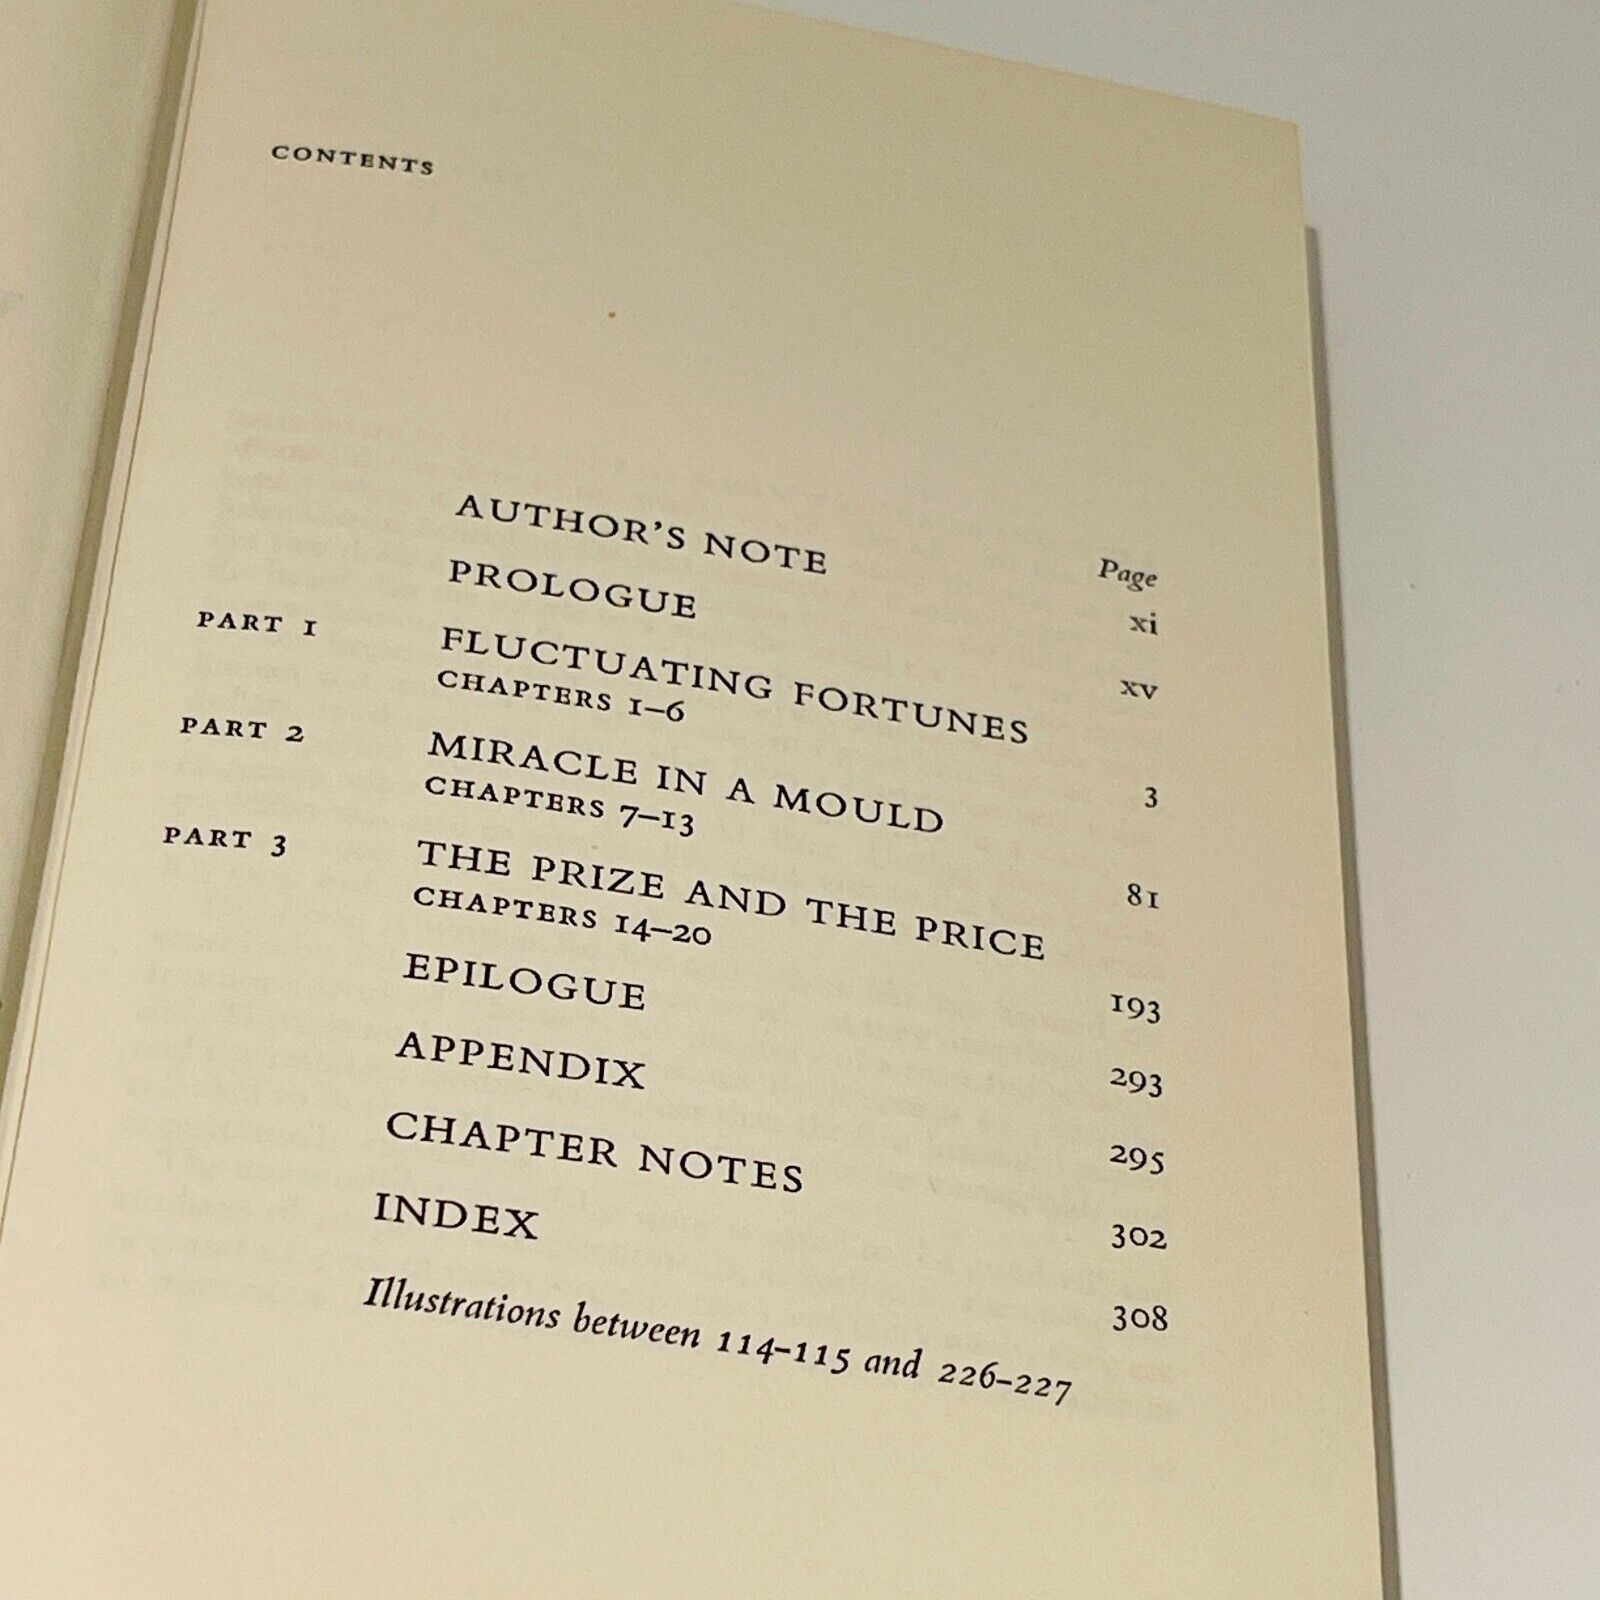 CONTENTS
Page
AUTHOR'S NOTE xi
PROLOGUE xv
PART 1 FLUCTUATING FORTUNES
CHAPTERS 1–6 3
PART 2 MIRACLE IN A MOULD
CHAPTERS 7–13 81
PART 3 THE PRIZE AND THE PRICE
CHAPTERS 14–20 193
EPILOGUE 293
APPENDIX 295
CHAPTER NOTES 302
INDEX 308
Illustrations between 114–115 and 226–227